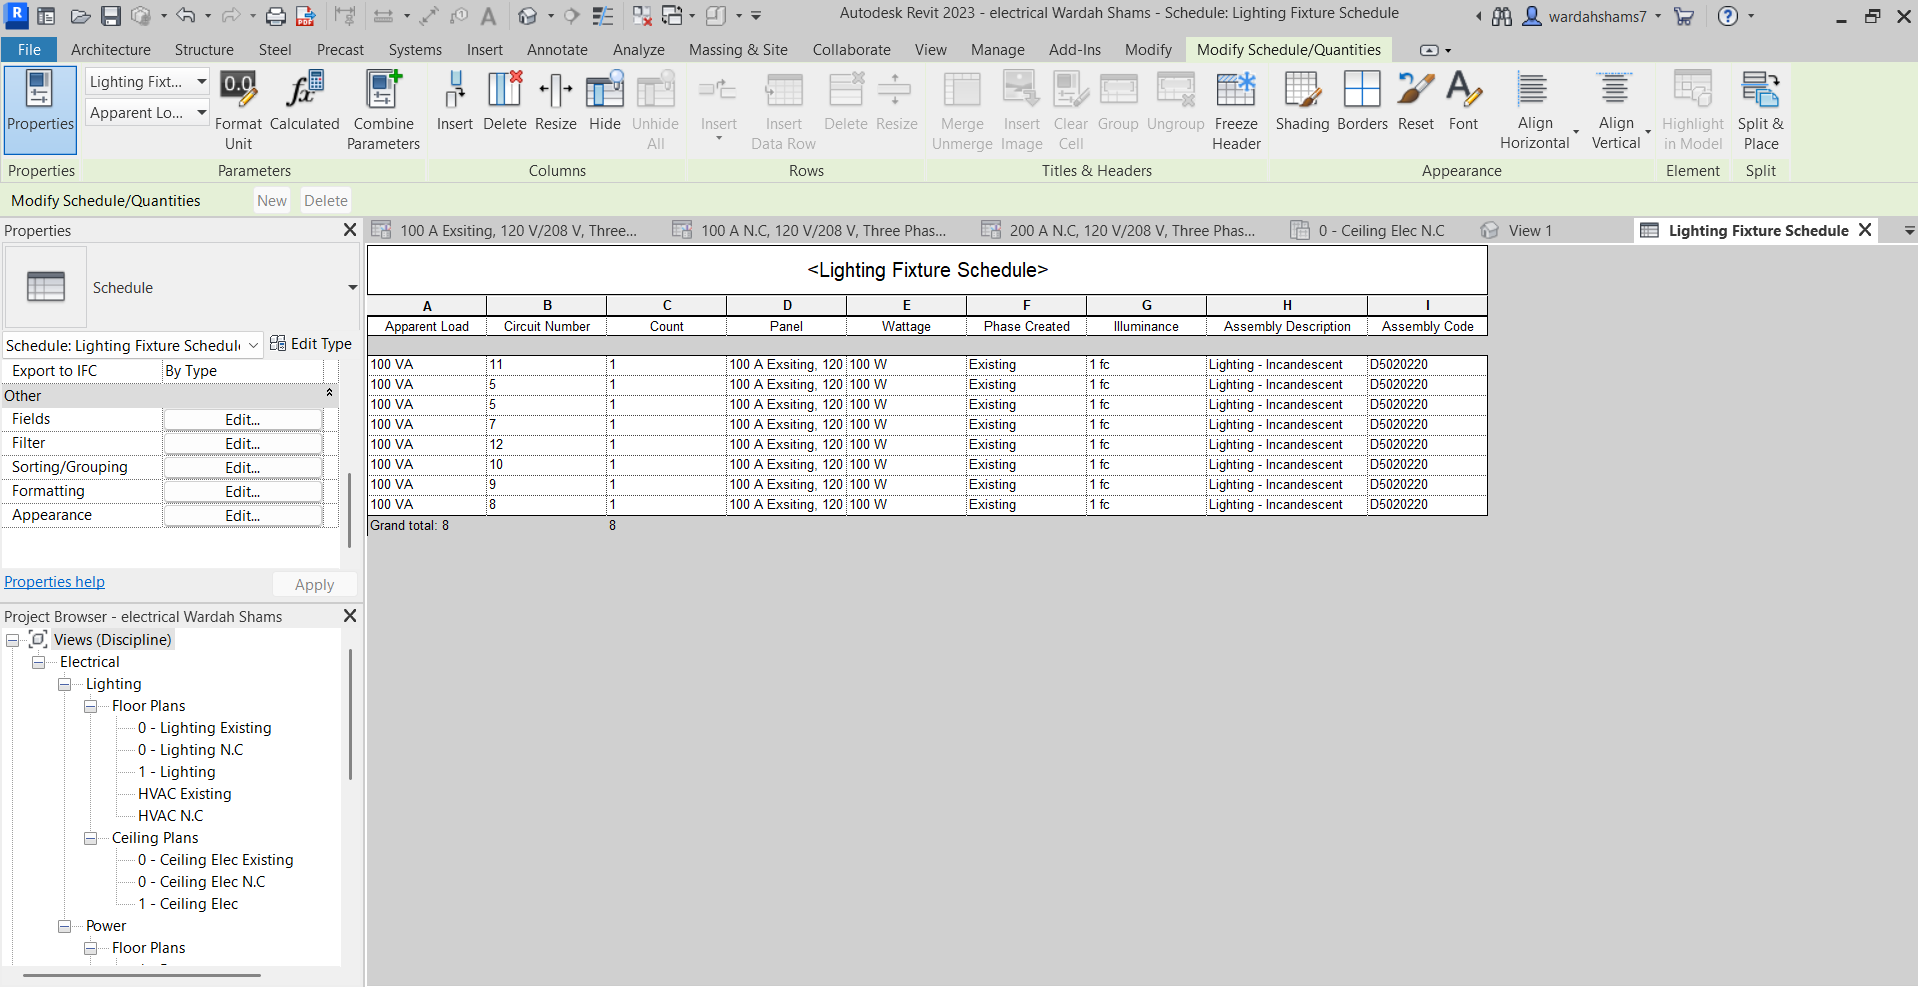 Autodesk Revit 2023 - electrical Wardah Shams - Schedule: Lighting Fixture Schedule
wardahshams7
File Architecture Structure Steel Precast Systems Insert Annotate Analyze Massing & Site Collaborate View Manage Add-Ins Modify Modify Schedule/Quantities
Properties
Lighting Fixt...
Apparent Lo...
0.0 Format Unit
fx Calculated
Combine Parameters
Insert Delete Resize Hide Unhide All
Insert Insert Data Row Delete Resize
Merge Unmerge Insert Image Clear Cell Group Ungroup Freeze Header
Shading Borders Reset Font Align Horizontal Align Vertical
Highlight in Model
Split & Place
Properties Parameters Columns Rows Titles & Headers Appearance Element Split
Modify Schedule/Quantities New Delete
Properties
100 A Exsiting, 120 V/208 V, Three... 100 A N.C, 120 V/208 V, Three Phas... 200 A N.C, 120 V/208 V, Three Phas... 0 - Ceiling Elec N.C View 1 Lighting Fixture Schedule
Schedule
Schedule: Lighting Fixture Schedul Edit Type
Export to IFC By Type
Other
Fields Edit...
Filter Edit...
Sorting/Grouping Edit...
Formatting Edit...
Appearance Edit...
Properties help Apply
Project Browser - electrical Wardah Shams
Views (Discipline)
Electrical
Lighting
Floor Plans
0 - Lighting Existing
0 - Lighting N.C
1 - Lighting
HVAC Existing
HVAC N.C
Ceiling Plans
0 - Ceiling Elec Existing
0 - Ceiling Elec N.C
1 - Ceiling Elec
Power
Floor Plans
<Lighting Fixture Schedule>
A B C D E F G H I
Apparent Load Circuit Number Count Panel Wattage Phase Created Illuminance Assembly Description Assembly Code
100 VA 11 1 100 A Exsiting, 120 100 W Existing 1 fc Lighting - Incandescent D5020220
100 VA 5 1 100 A Exsiting, 120 100 W Existing 1 fc Lighting - Incandescent D5020220
100 VA 5 1 100 A Exsiting, 120 100 W Existing 1 fc Lighting - Incandescent D5020220
100 VA 7 1 100 A Exsiting, 120 100 W Existing 1 fc Lighting - Incandescent D5020220
100 VA 12 1 100 A Exsiting, 120 100 W Existing 1 fc Lighting - Incandescent D5020220
100 VA 10 1 100 A Exsiting, 120 100 W Existing 1 fc Lighting - Incandescent D5020220
100 VA 9 1 100 A Exsiting, 120 100 W Existing 1 fc Lighting - Incandescent D5020220
100 VA 8 1 100 A Exsiting, 120 100 W Existing 1 fc Lighting - Incandescent D5020220
Grand total: 8 8